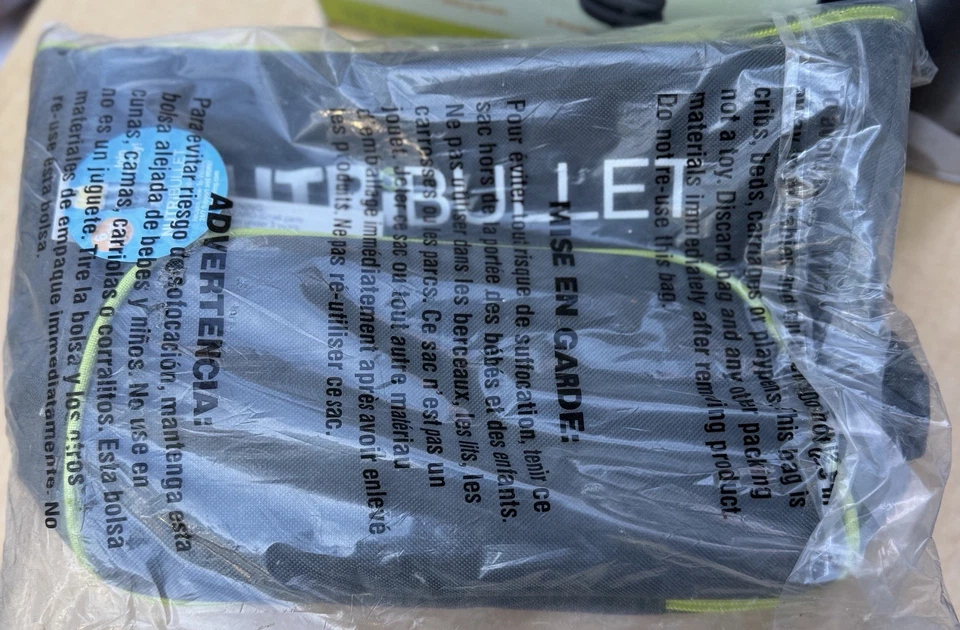 BULLET
cribs, beds, carriages or playpens. This bag is
not a toy. Discard bag and any other packing
materials immediately after removing product.
Do not re-use this bag.
MISE EN GARDE:
Pour éviter tout risque de suffocation, tenir ce
sac hors de la portée des bébés et des enfants.
Ne pas utiliser dans les berceaux, les lits, les
carrosses ou les parcs. Ce sac n'est pas un
jouet. Jeter ce sac ou tout autre matériau
d'emballage immédiatement après avoir enlevé
les produits. Ne pas re-utiliser ce sac.
ADVERTENCIA:
Para evitar riesgo de sofocación, mantenga esta
bolsa alejada de bebés y niños. No use en
cunas, camas, carriolas o corralitos. Esta bolsa
no es un juguete. Tire la bolsa y los otros
materiales de empaque immediatamente. No
re-use esta bolsa.